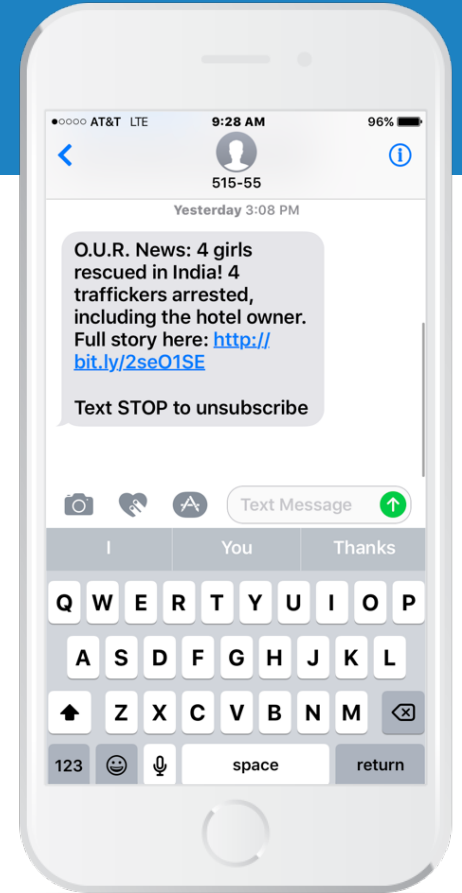 AT&T LTE 9:28 AM 96%
515-55
Yesterday 3:08 PM
O.U.R. News: 4 girls
rescued in India! 4
traffickers arrested,
including the hotel owner.
Full story here: http://
bit.ly/2seO1SE
Text STOP to unsubscribe
Text Message
I You Thanks
Q W E R T Y U I O P
A S D F G H J K L
Z X C V B N M
123 space return